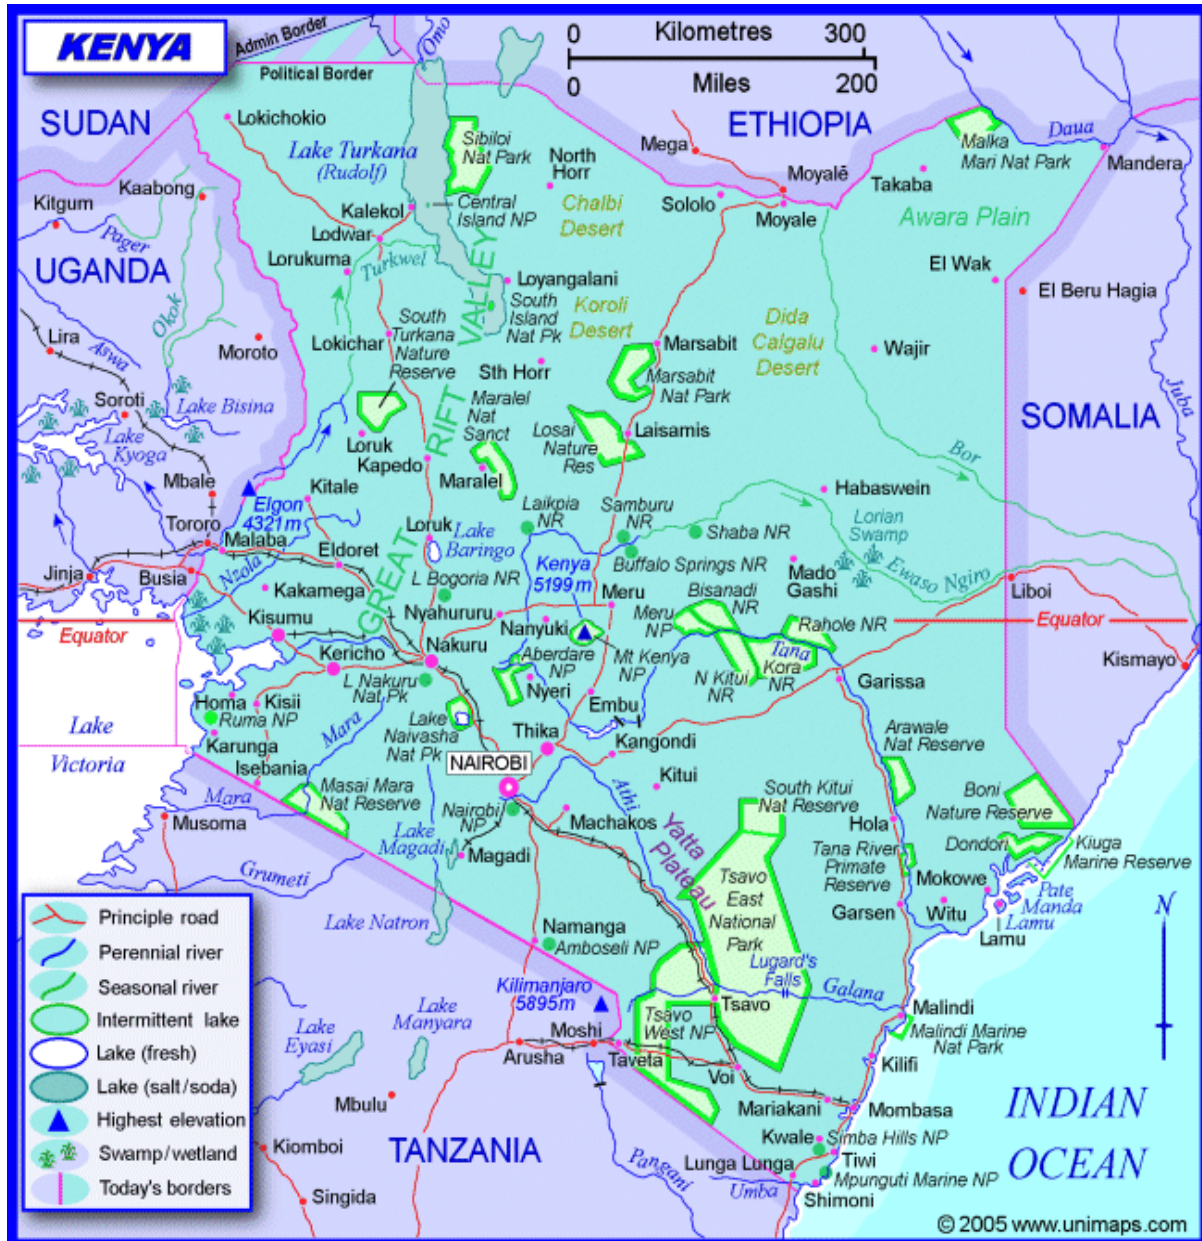 KENYA
Admin Border
Political Border
Omo
0 Kilometres 300
0 Miles 200
SUDAN
ETHIOPIA
Lokichokio
Lake Turkana
(Rudolf)
Sibiloi
Nat Park
North
Horr
Mega
Moyalē
Moyale
Sololo
Takaba
Malka
Mari Nat Park
Daua
Mandera
Kaabong
Kitgum
Pager
UGANDA
Kalekol
Central
Island NP
Chalbi
Desert
Awara Plain
Lodwar
Turkwel
Lorukuma
El Wak
El Beru Hagia
Okok
Lira
Aswa
Moroto
Loyangalani
South
Island
Nat Pk
Koroli
Desert
Dida
Calgalu
Desert
Lokichar
South
Turkana
Nature
Reserve
GREAT RIFT VALLEY
Marsabit
Marsabit
Nat Park
Wajir
Sth Horr
Juba
Soroti
Lake Bisina
Lake
Kyoga
Loruk
Kapedo
Maralel
Nat
Sanct
Maralel
Losai
Nature
Res
Laisamis
SOMALIA
Bor
Mbale
Elgon
4321m
Kitale
Laikpia
NR
Samburu
NR
Habaswein
Lorian
Swamp
Tororo
Malaba
Eldoret
Loruk
Lake
Baringo
Shaba NR
Kenya
5199m
Buffalo Springs NR
Ewaso Ngiro
Jinja
Busia
Nzola
L Bogoria NR
Mado
Gashi
Liboi
Kakamega
Nyahururu
Meru
Bisanadi
NR
Equator
Kisumu
Nanyuki
Meru
NP
Rahole NR
Equator
Kericho
Nakuru
Aberdare
NP
Mt Kenya
NP
Tana
Kismayo
L Nakuru
Nat Pk
Nyeri
N Kitui
NR
Kora
NR
Garissa
Homa
Kisii
Ruma NP
Mara
Embu
Lake
Victoria
Karunga
Lake
Naivasha
Nat Pk
Thika
Kangondi
Arawale
Nat Reserve
Isebania
NAIROBI
Kitui
Athi
Mara
Masai Mara
Nat Reserve
South Kitui
Nat Reserve
Boni
Nature Reserve
Musoma
Nairobi
NP
Machakos
Yatta
Plateau
Hola
Lake
Magadi
Magadi
Dondori
Kiuga
Marine Reserve
Grumeti
Tana River
Primate
Reserve
Tsavo
East
National
Park
Mokowe
Pate
Manda
Lamu
Lake Natron
Namanga
Amboseli NP
Garsen
Witu
Lamu
N
Principle road
Perennial river
Seasonal river
Intermittent lake
Lake (fresh)
Lake (salt/soda)
Highest elevation
Swamp/wetland
Today's borders
Kilimanjaro
5895m
Lugard's
Falls
Galana
Lake
Manyara
Tsavo
Malindi
Lake
Eyasi
Moshi
Tsavo
West NP
Malindi Marine
Nat Park
Arusha
Taveta
Voi
Kilifi
Mbulu
Mariakani
Mombasa
INDIAN
OCEAN
Kiomboi
TANZANIA
Kwale
Simba Hills NP
Tiwi
Pangani
Lunga Lunga
Mpunguti Marine NP
Singida
Umba
Shimoni
© 2005 www.unimaps.com